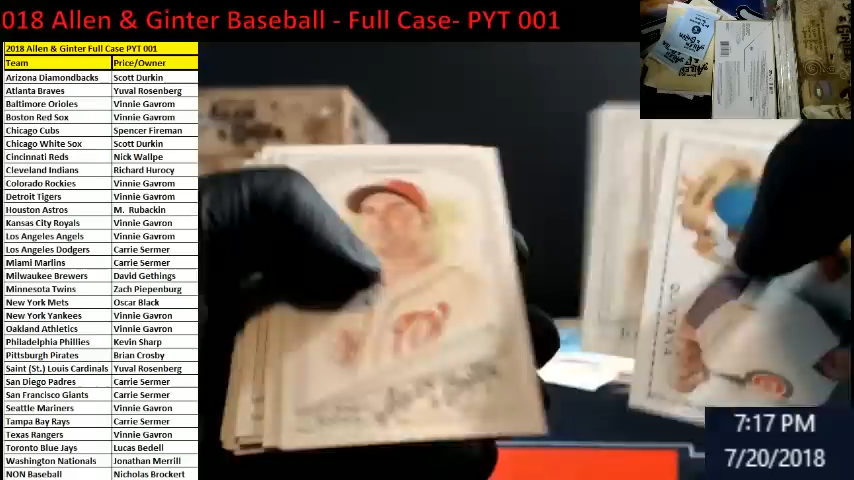 018 Allen & Ginter Baseball - Full Case- PYT 001
2018 Allen & Ginter Full Case PYT 001
Team Price/Owner
Arizona Diamondbacks Scott Durkin
Atlanta Braves Yuval Rosenberg
Baltimore Orioles Vinnie Gavrom
Boston Red Sox Vinnie Gavrom
Chicago Cubs Spencer Fireman
Chicago White Sox Scott Durkin
Cincinnati Reds Nick Wallpe
Cleveland Indians Richard Hurocy
Colorado Rockies Vinnie Gavrom
Detroit Tigers Vinnie Gavrom
Houston Astros M. Rubackin
Kansas City Royals Vinnie Gavron
Los Angeles Angels Vinnie Gavrom
Los Angeles Dodgers Carrie Sermer
Miami Marlins Carrie Sermer
Milwaukee Brewers David Gethings
Minnesota Twins Zach Piepenburg
New York Mets Oscar Black
New York Yankees Vinnie Gavron
Oakland Athletics Vinnie Gavron
Philadelphia Phillies Kevin Sharp
Pittsburgh Pirates Brian Crosby
Saint (St.) Louis Cardinals Yuval Rosenberg
San Diego Padres Carrie Sermer
San Francisco Giants Carrie Sermer
Seattle Mariners Vinnie Gavron
Tampa Bay Rays Carrie Sermer
Texas Rangers Vinnie Gavron
Toronto Blue Jays Lucas Bedell
Washington Nationals Jonathan Merrill
NON Baseball Nicholas Brockert
7:17 PM
7/20/2018